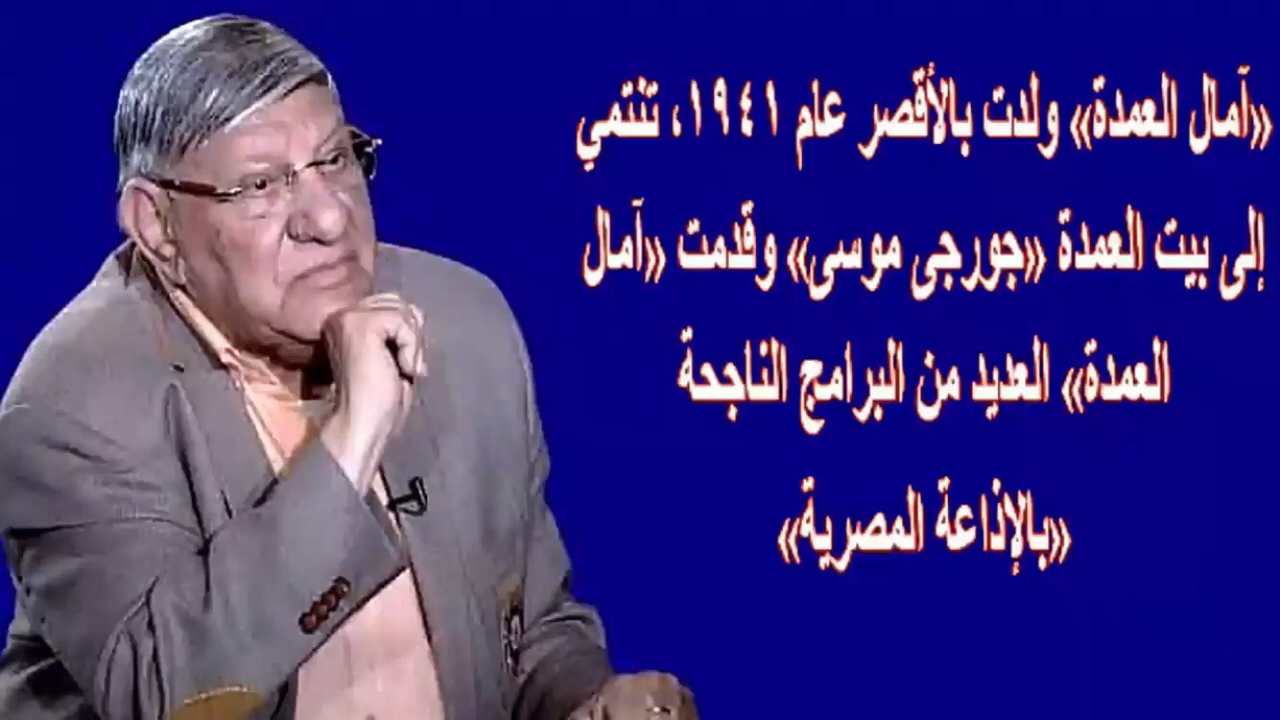 «آمال العمدة» ولدت بالأقصر عام ١٩٤١، تنتمي
إلى بيت العمدة «جورجى موسى» وقدمت «آمال
العمدة» العديد من البرامج الناجحة
«بالإذاعة المصرية»